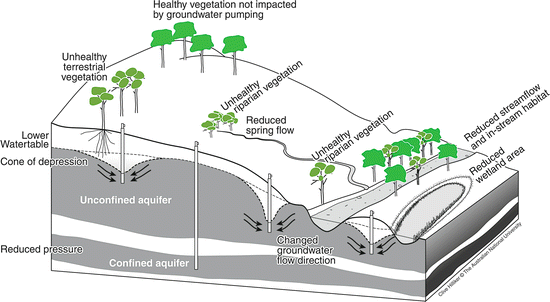 Healthy vegetation not impacted
by groundwater pumping
Unhealthy
terrestrial
vegetation
Unhealthy
riparian vegetation
Reduced
spring flow
Unhealthy
riparian vegetation
Reduced streamflow
and in-stream habitat
Reduced
wetland area
Lower
Watertable
Cone of depression
Unconfined aquifer
Reduced pressure
Confined aquifer
Changed
groundwater
flow direction
Clive Hilliker © The Australian National University